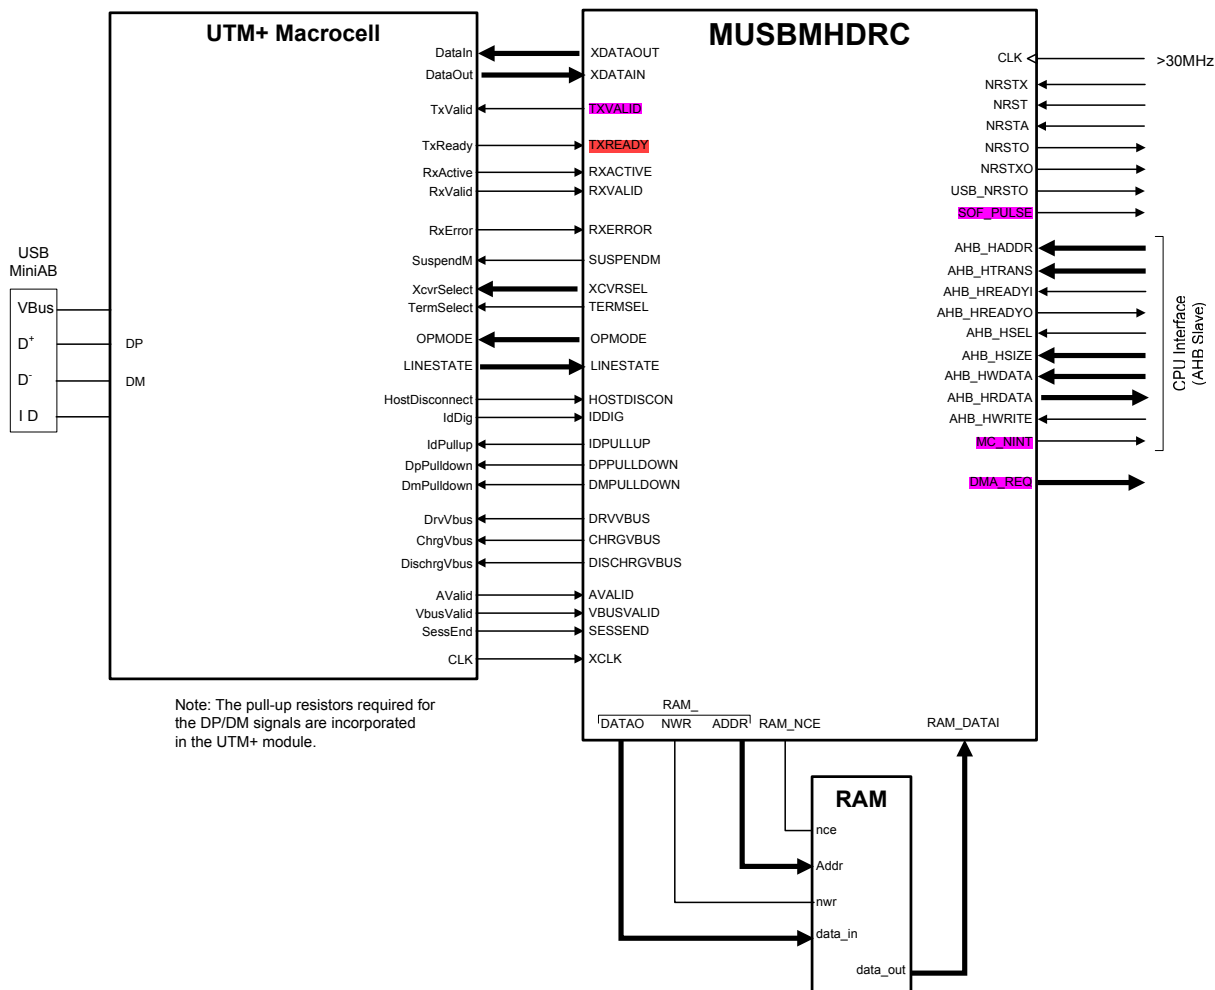 UTM+ Macrocell
MUSBMHDRC
DataIn
XDATAOUT
DataOut
XDATAIN
TxValid
TXVALID
TxReady
TXREADY
RxActive
RXACTIVE
RxValid
RXVALID
RxError
RXERROR
SuspendM
SUSPENDM
XcvrSelect
XCVRSEL
TermSelect
TERMSEL
OPMODE
OPMODE
LINESTATE
LINESTATE
HostDisconnect
HOSTDISCON
IdDig
IDDIG
IdPullup
IDPULLUP
DpPulldown
DPPULLDOWN
DmPulldown
DMPULLDOWN
DrvVbus
DRVVBUS
ChrgVbus
CHRGVBUS
DischrgVbus
DISCHRGVBUS
AValid
AVALID
VbusValid
VBUSVALID
SessEnd
SESSEND
CLK
XCLK
USB
MiniAB
VBus
D+
DP
D-
DM
I D
CLK
>30MHz
NRSTX
NRST
NRSTA
NRSTO
NRSTXO
USB_NRSTO
SOF_PULSE
AHB_HADDR
AHB_HTRANS
AHB_HREADYI
AHB_HREADYO
AHB_HSEL
AHB_HSIZE
AHB_HWDATA
AHB_HRDATA
AHB_HWRITE
MC_NINT
CPU Interface
(AHB Slave)
DMA_REQ
Note: The pull-up resistors required for
the DP/DM signals are incorporated
in the UTM+ module.
RAM_
DATAO NWR ADDR RAM_NCE RAM_DATAI
RAM
nce
Addr
nwr
data_in
data_out